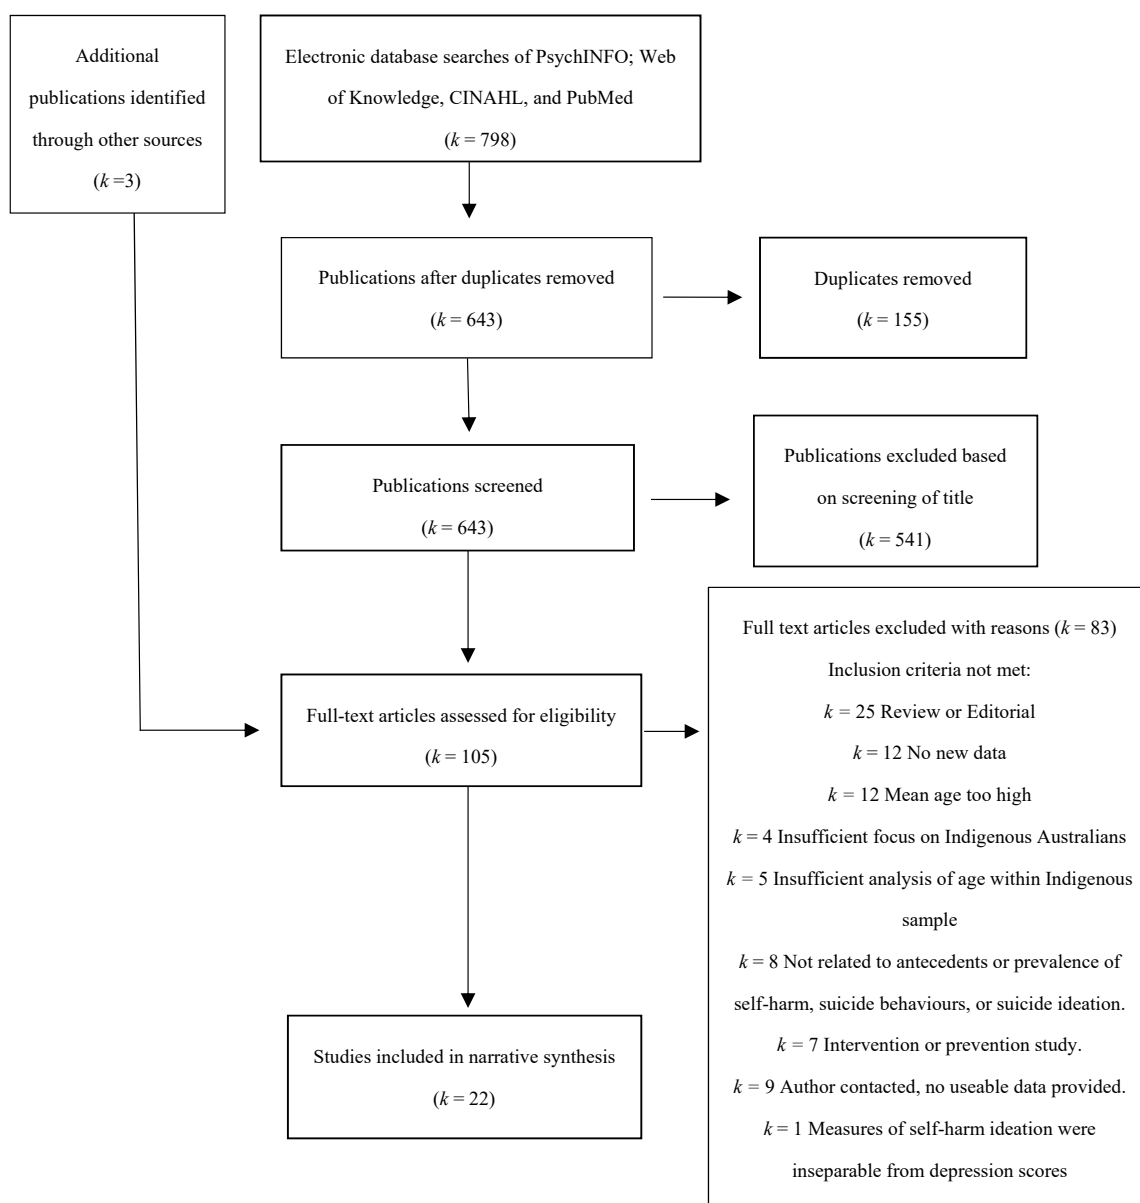 Additional
publications identified
through other sources
(k =3)
Electronic database searches of PsychINFO; Web
of Knowledge, CINAHL, and PubMed
(k = 798)
Publications after duplicates removed
(k = 643)
Duplicates removed
(k = 155)
Publications screened
(k = 643)
Publications excluded based
on screening of title
(k = 541)
Full-text articles assessed for eligibility
(k = 105)
Full text articles excluded with reasons (k = 83)
Inclusion criteria not met:
k = 25 Review or Editorial
k = 12 No new data
k = 12 Mean age too high
k = 4 Insufficient focus on Indigenous Australians
k = 5 Insufficient analysis of age within Indigenous
sample
k = 8 Not related to antecedents or prevalence of
self-harm, suicide behaviours, or suicide ideation.
k = 7 Intervention or prevention study.
k = 9 Author contacted, no useable data provided.
k = 1 Measures of self-harm ideation were
inseparable from depression scores
Studies included in narrative synthesis
(k = 22)